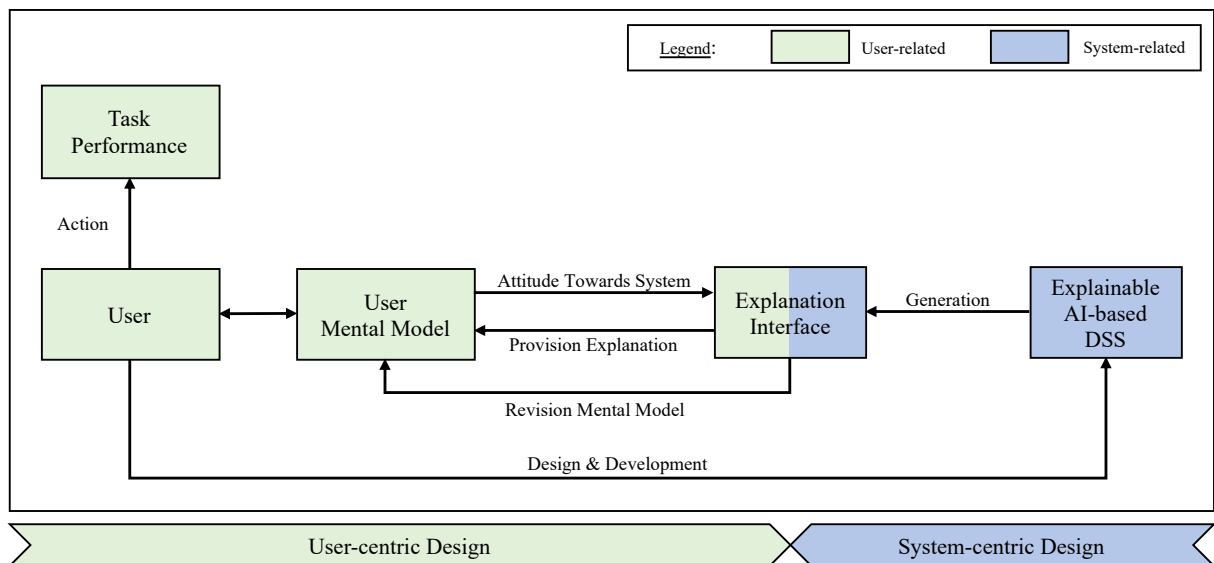 Legend:
User-related
System-related
Task
Performance
Action
User
User
Mental Model
Attitude Towards System
Provision Explanation
Revision Mental Model
Explanation
Interface
Generation
Explainable
AI-based
DSS
Design & Development
User-centric Design
System-centric Design